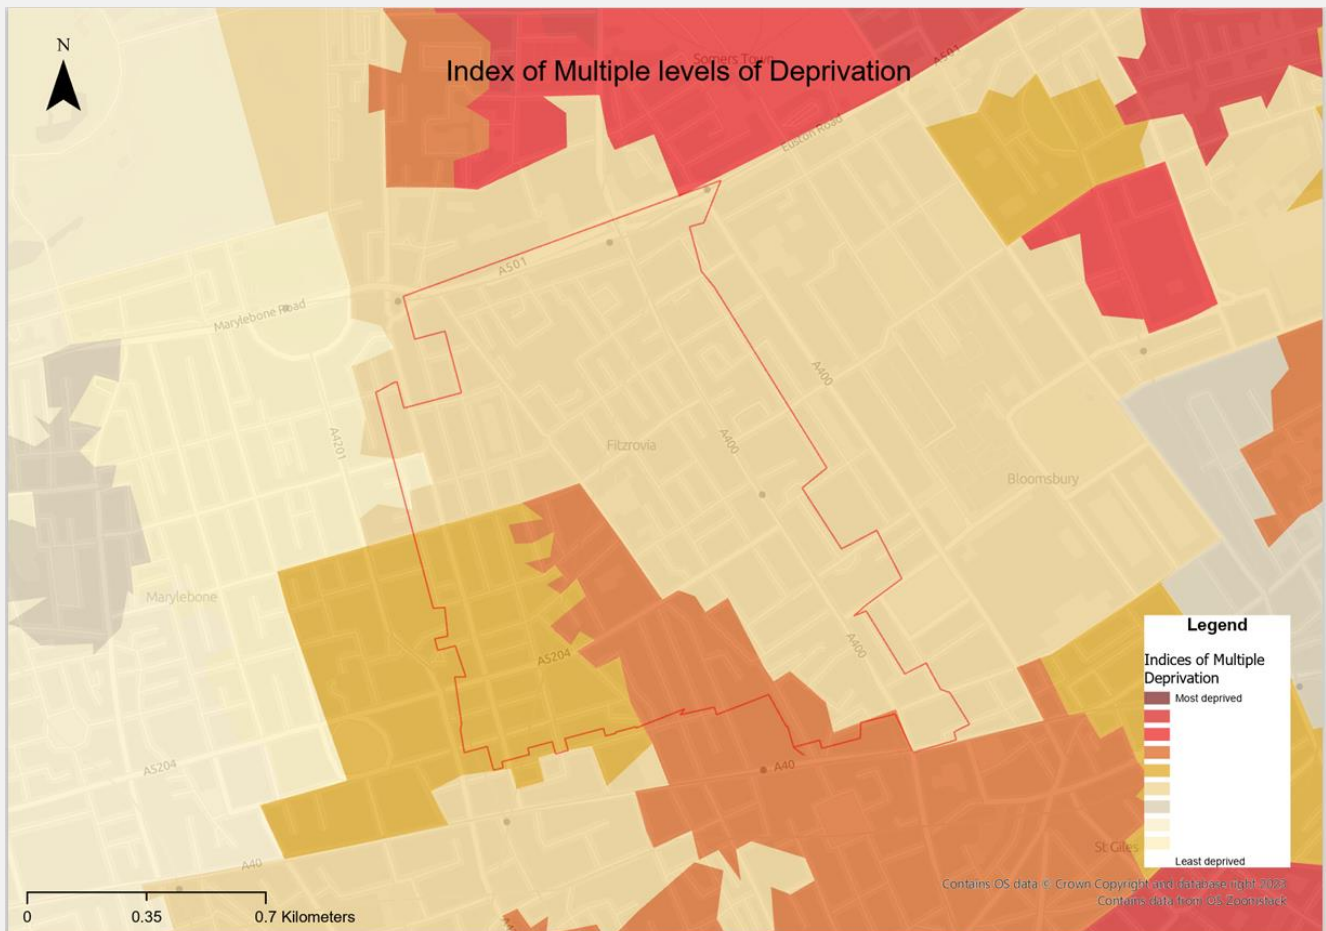 N
Somers Town
A501
Index of Multiple levels of Deprivation
Euston Road
A501
Marylebone Road
A400
A4201
A400
Fitzrovia
Bloomsbury
Marylebone
A5204
A400
Legend
Indices of Multiple
Deprivation
Most deprived
Least deprived
A5204
A40
St Giles
A40
Contains OS data © Crown Copyright and database right 2023
Contains data from OS Zoomstack
0
0.35
0.7 Kilometers